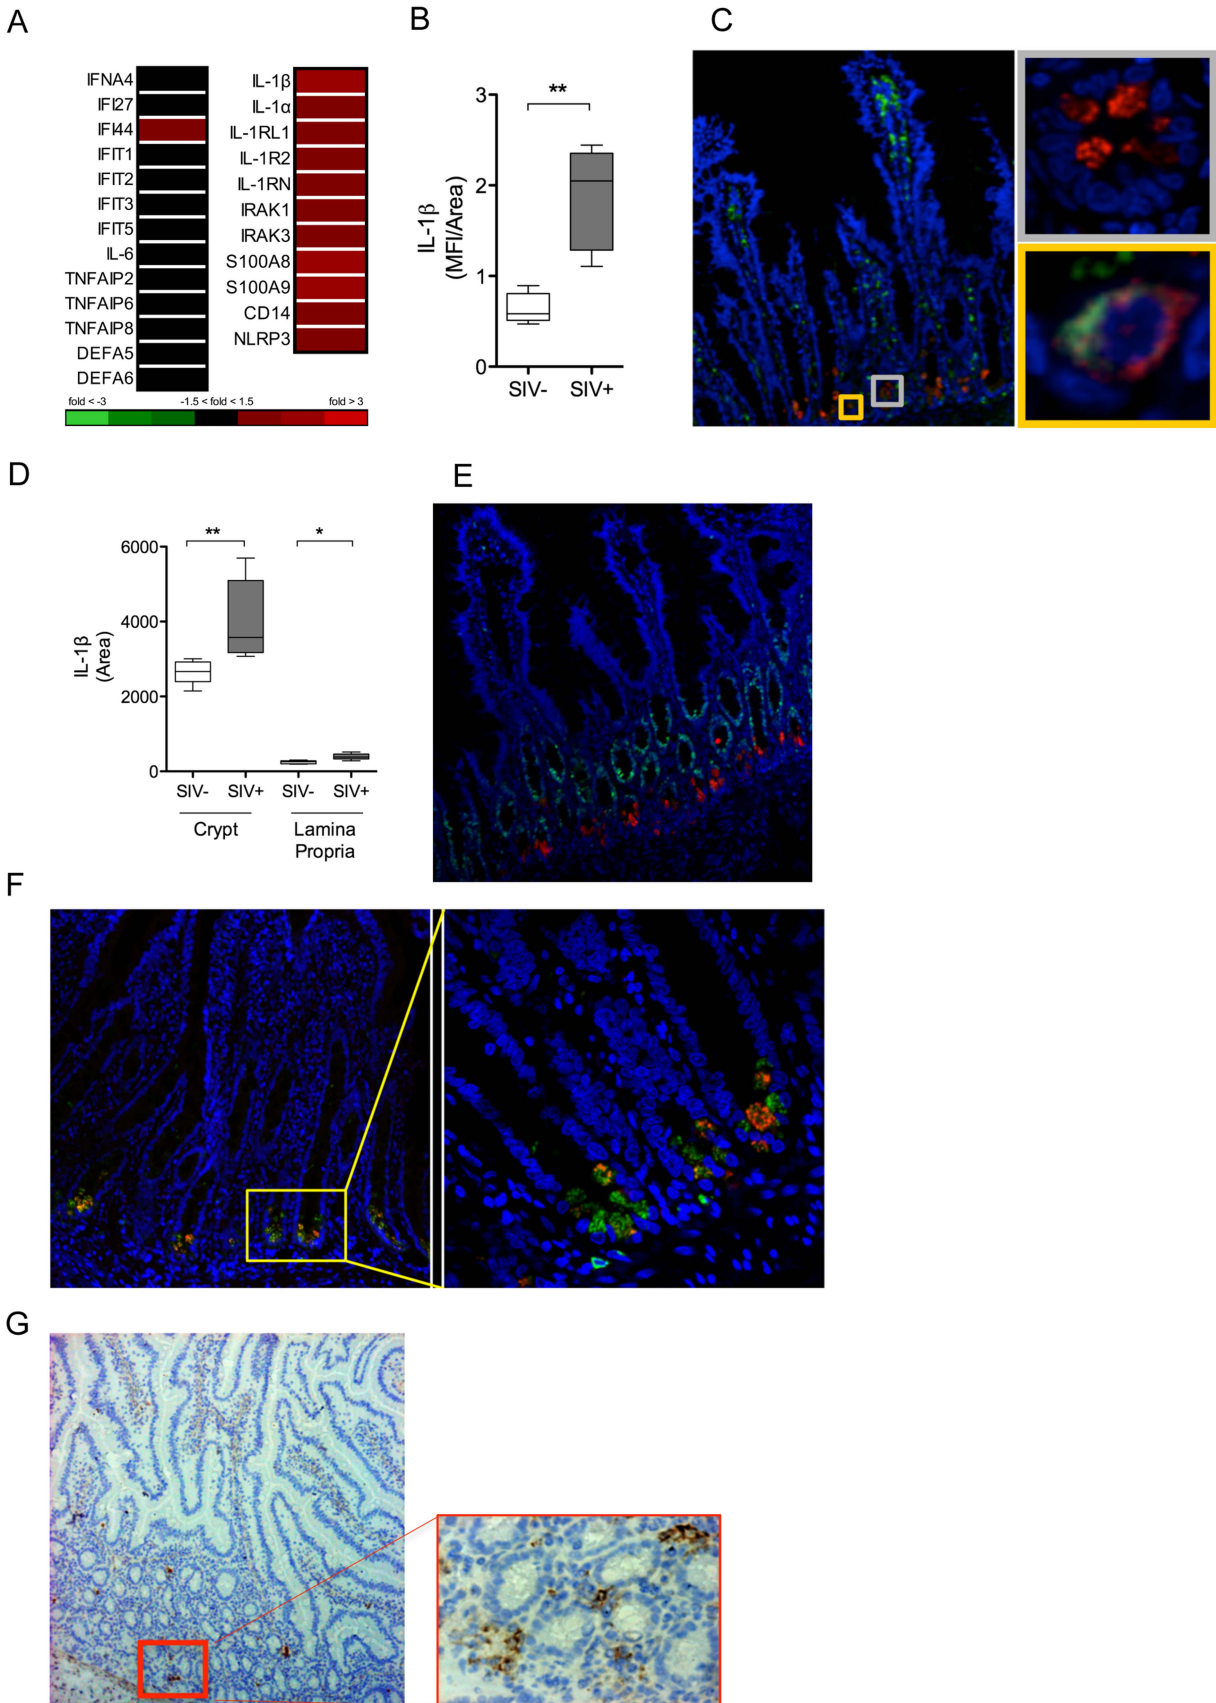 A
IFNA4
IFI27
IFI44
IFIT1
IFIT2
IFIT3
IFIT5
IL-6
TNFAIP2
TNFAIP6
TNFAIP8
DEFA5
DEFA6
IL-1β
IL-1α
IL-1RL1
IL-1R2
IL-1RN
IRAK1
IRAK3
S100A8
S100A9
CD14
NLRP3
fold < -3
-1.5 < fold < 1.5
fold > 3
B
IL-1β
(MFI/Area)
3
2
1
0
**
SIV-
SIV+
C
D
IL-1β
(Area)
6000
4000
2000
0
**
*
SIV-
SIV+
SIV-
SIV+
Crypt
Lamina
Propria
E
F
G